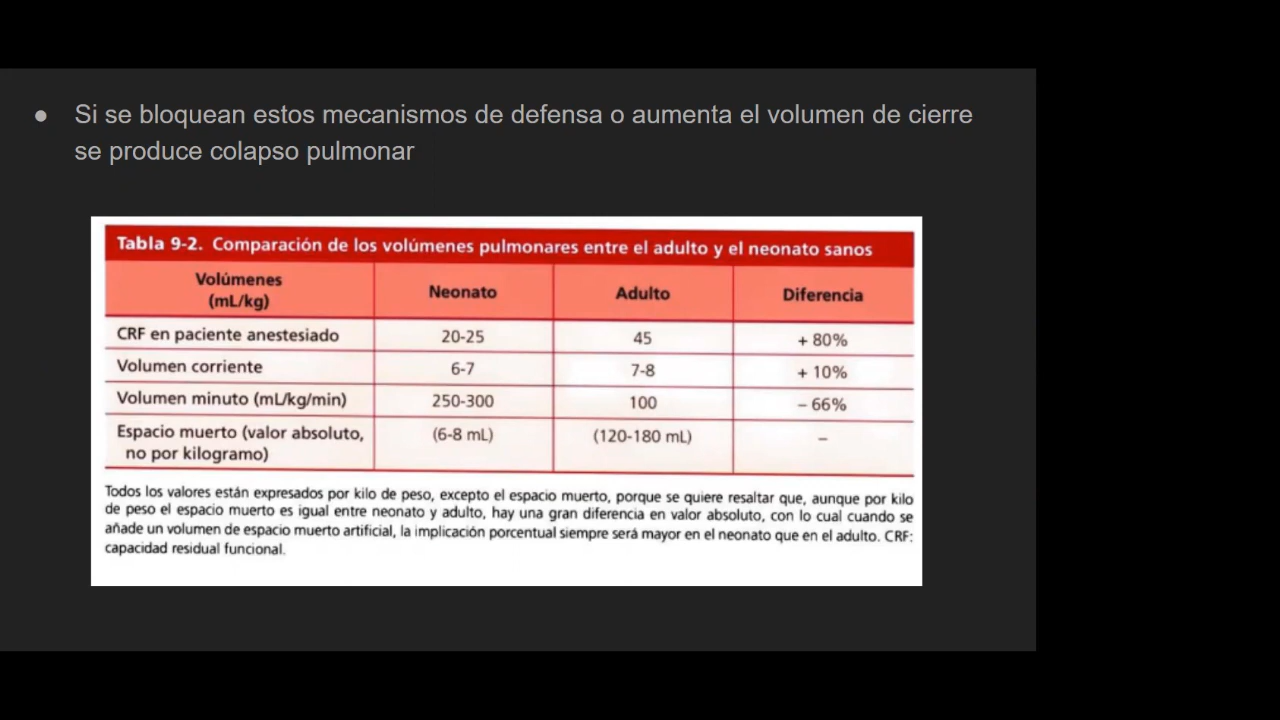 ● Si se bloquean estos mecanismos de defensa o aumenta el volumen de cierre
se produce colapso pulmonar
Tabla 9-2. Comparación de los volúmenes pulmonares entre el adulto y el neonato sanos
Volúmenes
(mL/kg)
Neonato
Adulto
Diferencia
CRF en paciente anestesiado
20-25
45
+ 80%
Volumen corriente
6-7
7-8
+ 10%
Volumen minuto (mL/kg/min)
250-300
100
– 66%
Espacio muerto (valor absoluto,
no por kilogramo)
(6-8 mL)
(120-180 mL)
–
Todos los valores están expresados por kilo de peso, excepto el espacio muerto, porque se quiere resaltar que, aunque por kilo
de peso el espacio muerto es igual entre neonato y adulto, hay una gran diferencia en valor absoluto, con lo cual cuando se
añade un volumen de espacio muerto artificial, la implicación porcentual siempre será mayor en el neonato que en el adulto. CRF:
capacidad residual funcional.